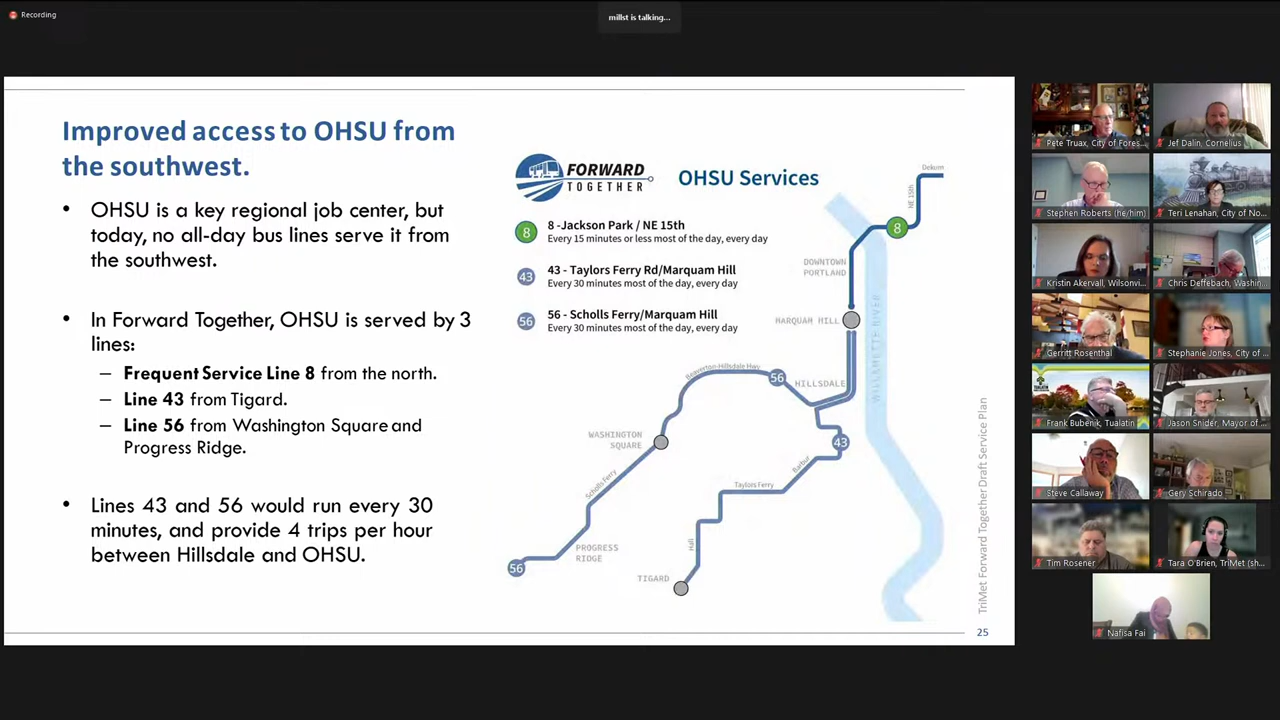 Recording
millst is talking...
Improved access to OHSU from
the southwest.
• OHSU is a key regional job center, but
today, no all-day bus lines serve it from
the southwest.
• In Forward Together, OHSU is served by 3
lines:
– Frequent Service Line 8 from the north.
– Line 43 from Tigard.
– Line 56 from Washington Square and
Progress Ridge.
• Lines 43 and 56 would run every 30
minutes, and provide 4 trips per hour
between Hillsdale and OHSU.
FORWARD
TOGETHER
OHSU Services
8
8 -Jackson Park / NE 15th
Every 15 minutes or less most of the day, every day
43
43 - Taylors Ferry Rd/Marquam Hill
Every 30 minutes most of the day, every day
56
56 - Scholls Ferry/Marquam Hill
Every 30 minutes most of the day, every day
Dekum
NE 15th
8
DOWNTOWN
PORTLAND
MARQUAM HILL
WILLAMETTE RIVER
Beaverton-Hillsdale Hwy
56
HILLSDALE
WASHINGTON
SQUARE
43
Barbur
Scholls Ferry
Taylors Ferry
Hall
PROGRESS
RIDGE
56
TIGARD
TriMet Forward Together Draft Service Plan
25
Pete Truax, City of Fores...
Jef Dalin, Cornelius
Stephen Roberts (he/him)
Teri Lenahan, City of No...
Kristin Akervall, Wilsonvi...
Chris Deffebach, Washin...
Gerritt Rosenthal
Stephanie Jones, City of ...
Frank Bubenik, Tualatin
Jason Snider, Mayor of ...
Steve Callaway
Gery Schirado
Tim Rosener
Tara O'Brien, TriMet (sh...
Nafisa Fai